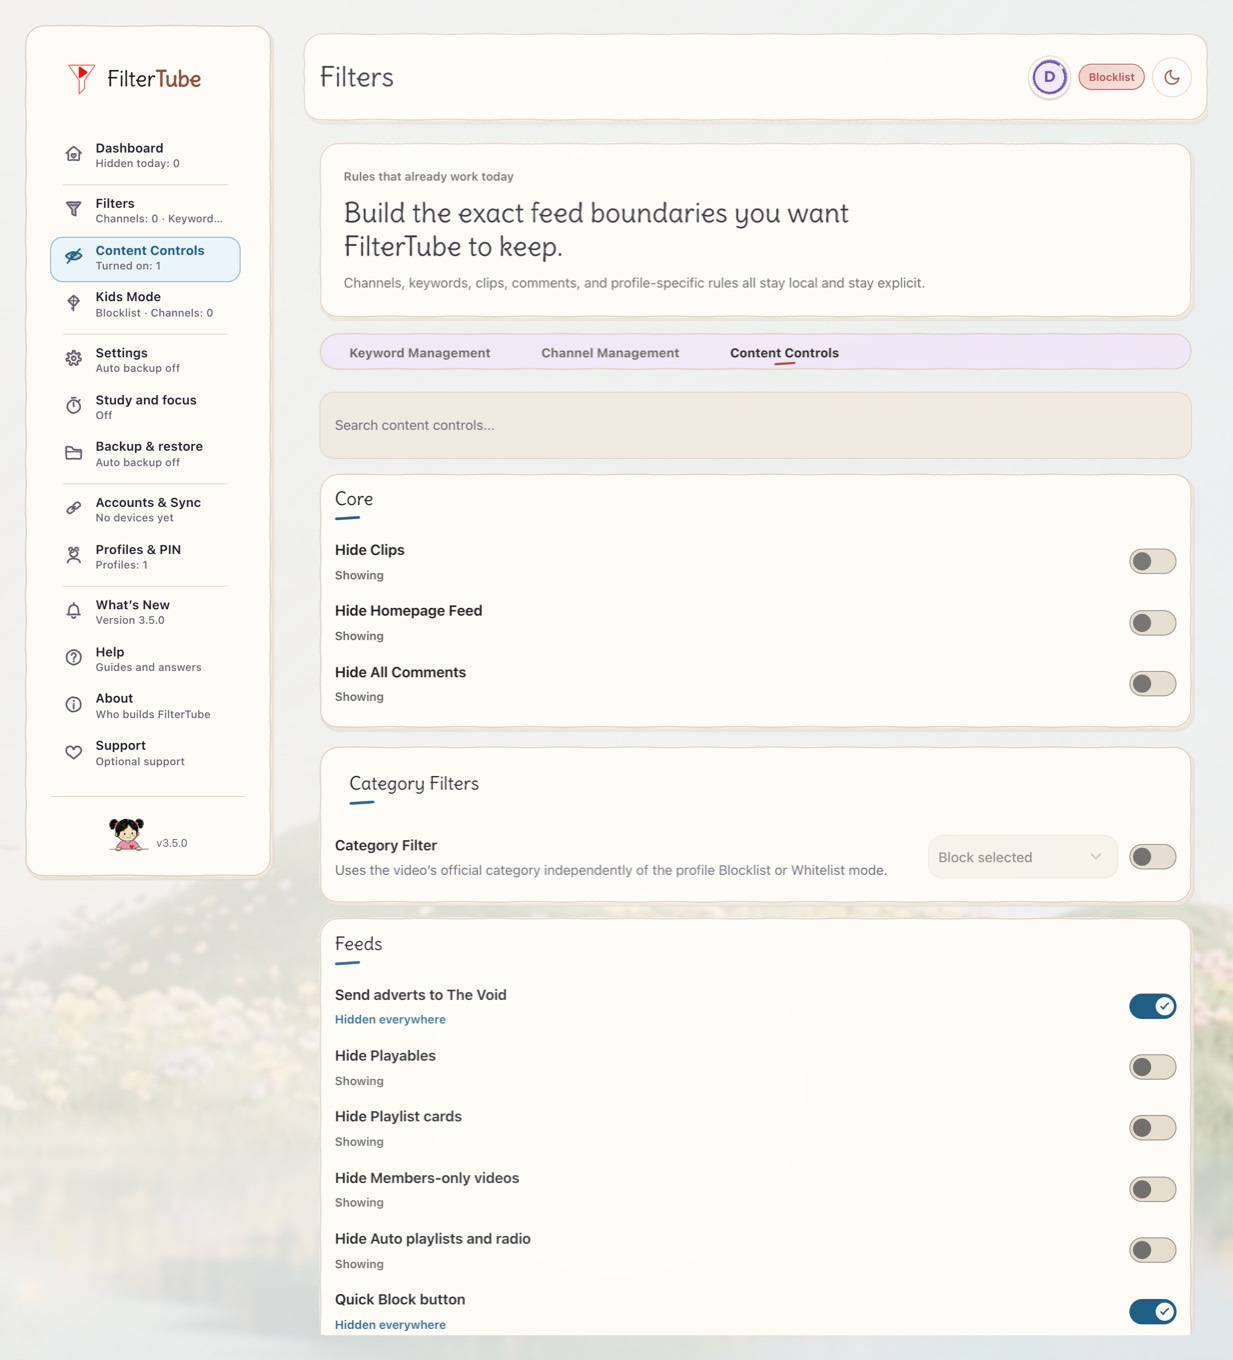 FilterTube
Dashboard
Hidden today: 0
Filters
Channels: 0 · Keyword...
Content Controls
Turned on: 1
Kids Mode
Blocklist · Channels: 0
Settings
Auto backup off
Study and focus
Off
Backup & restore
Auto backup off
Accounts & Sync
No devices yet
Profiles & PIN
Profiles: 1
What's New
Version 3.5.0
Help
Guides and answers
About
Who builds FilterTube
Support
Optional support
v3.5.0
Filters
D
Blocklist
Rules that already work today
Build the exact feed boundaries you want
FilterTube to keep.
Channels, keywords, clips, comments, and profile-specific rules all stay local and stay explicit.
Keyword Management
Channel Management
Content Controls
Search content controls...
Core
Hide Clips
Showing
Hide Homepage Feed
Showing
Hide All Comments
Showing
Category Filters
Category Filter
Uses the video's official category independently of the profile Blocklist or Whitelist mode.
Block selected
Feeds
Send adverts to The Void
Hidden everywhere
Hide Playables
Showing
Hide Playlist cards
Showing
Hide Members-only videos
Showing
Hide Auto playlists and radio
Showing
Quick Block button
Hidden everywhere